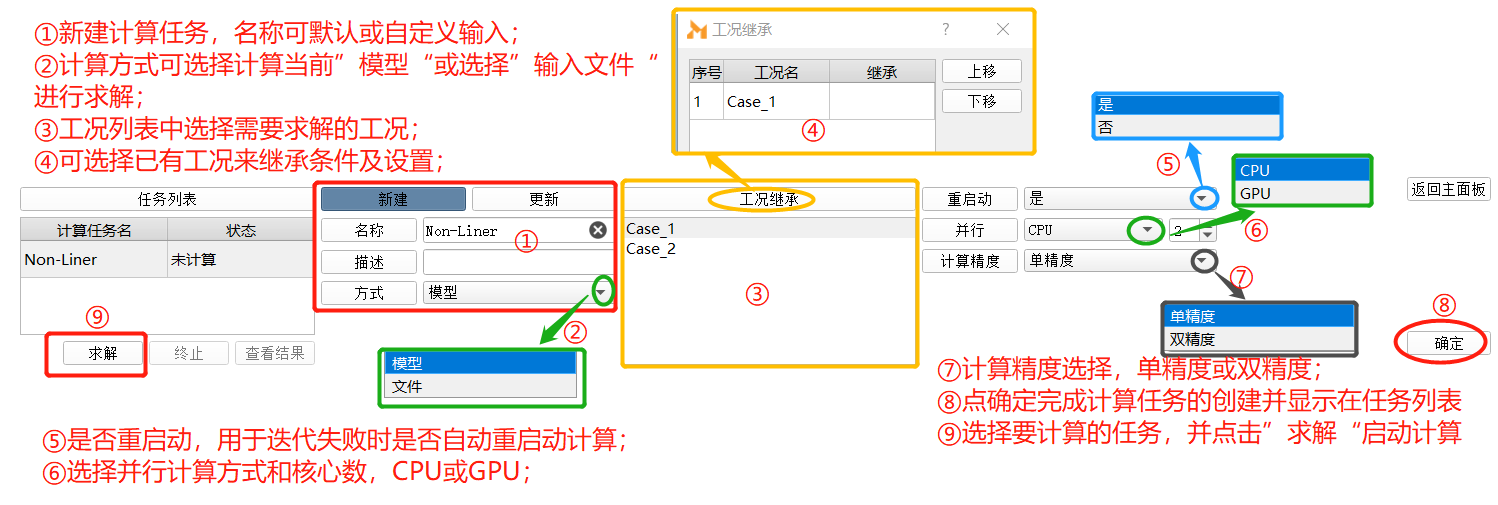 ①新建计算任务，名称可默认或自定义输入；
②计算方式可选择计算当前”模型“或选择”输入文件“
进行求解；
③工况列表中选择需要求解的工况；
④可选择已有工况来继承条件及设置；
工况继承 ?
序号 工况名 继承 上移
1 Case_1 下移
④
是
否
⑤
CPU
GPU
⑥
任务列表 新建 更新 工况继承 重启动 是 返回主面板
计算任务名 状态 名称 Non-Liner ① Case_1 并行 CPU 2
Non-Liner 未计算 描述 Case_2 计算精度 单精度
方式 模型 ③ ⑦
⑨ ② 单精度 ⑧
求解 终止 查看结果 双精度 确定
模型
文件
⑦计算精度选择，单精度或双精度；
⑧点确定完成计算任务的创建并显示在任务列表
⑨选择要计算的任务，并点击”求解“启动计算
⑤是否重启动，用于迭代失败时是否自动重启动计算；
⑥选择并行计算方式和核心数，CPU或GPU；